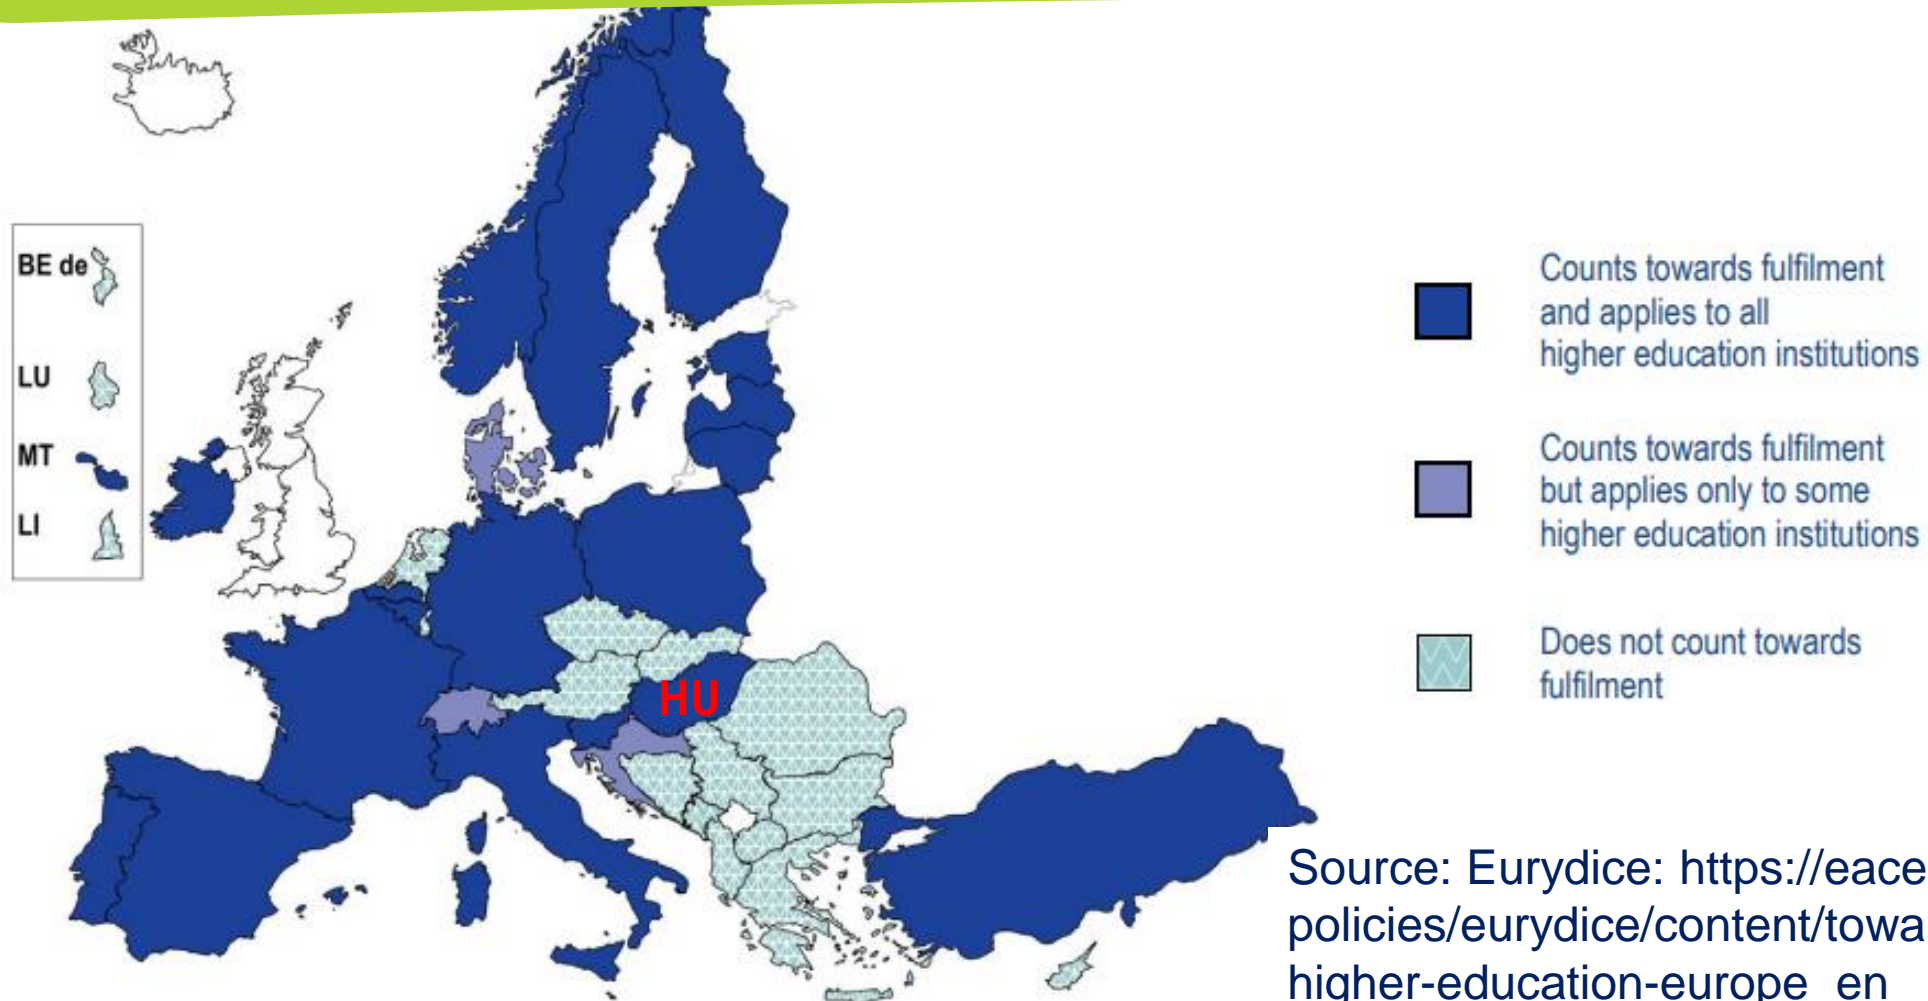 BE de
LU
MT
LI
HU
Counts towards fulfilment
and applies to all
higher education institutions
Counts towards fulfilment
but applies only to some
higher education institutions
Does not count towards
fulfilment
Source: Eurydice: https://eace
policies/eurydice/content/towa
higher-education-europe_en